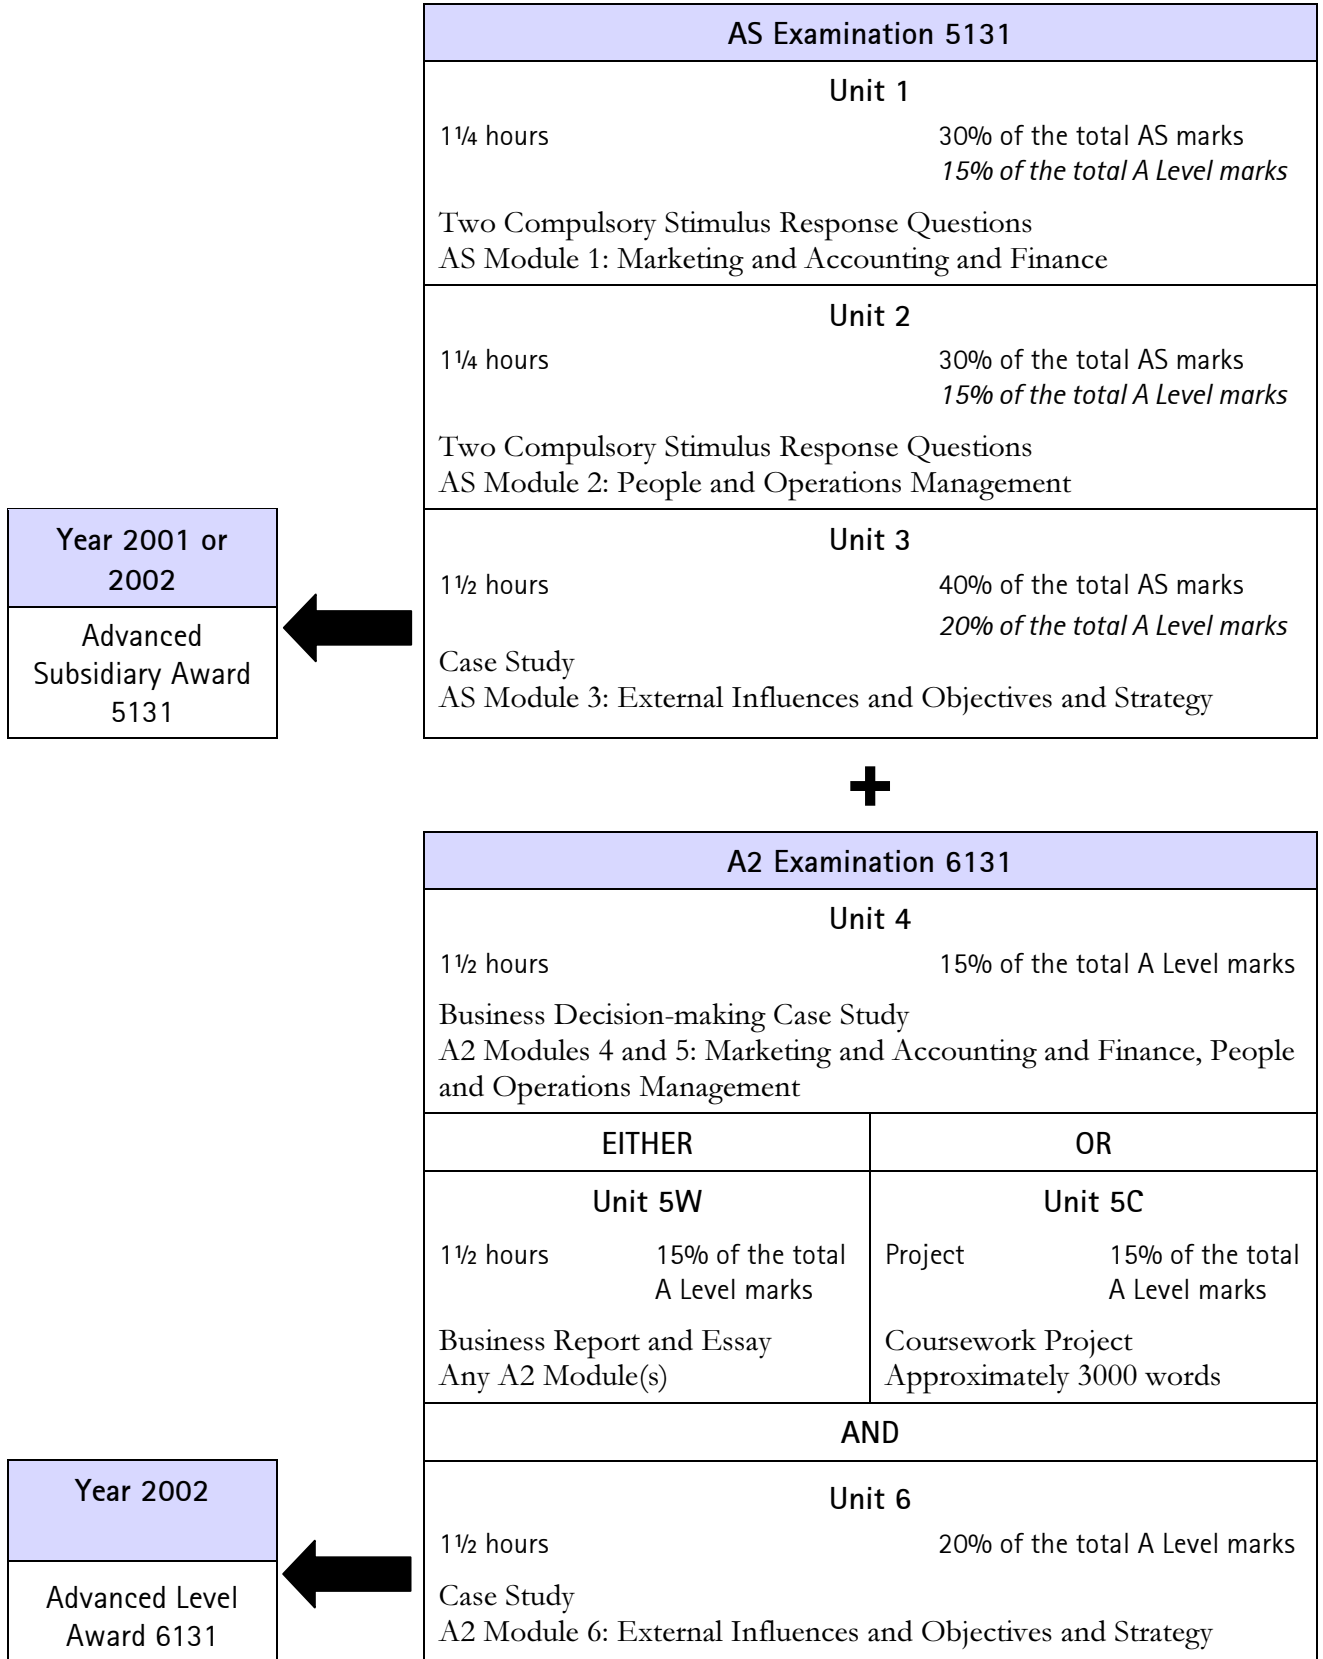 AS Examination 5131
Unit 1
1¼ hours 30% of the total AS marks
15% of the total A Level marks
Two Compulsory Stimulus Response Questions
AS Module 1: Marketing and Accounting and Finance
Unit 2
1¼ hours 30% of the total AS marks
15% of the total A Level marks
Two Compulsory Stimulus Response Questions
AS Module 2: People and Operations Management
Year 2001 or
2002
Advanced
Subsidiary Award
5131
Unit 3
1½ hours 40% of the total AS marks
20% of the total A Level marks
Case Study
AS Module 3: External Influences and Objectives and Strategy
+
A2 Examination 6131
Unit 4
1½ hours 15% of the total A Level marks
Business Decision-making Case Study
A2 Modules 4 and 5: Marketing and Accounting and Finance, People
and Operations Management
EITHER
Unit 5W
1½ hours 15% of the total
A Level marks
Business Report and Essay
Any A2 Module(s)
OR
Unit 5C
Project 15% of the total
A Level marks
Coursework Project
Approximately 3000 words
AND
Year 2002
Advanced Level
Award 6131
Unit 6
1½ hours 20% of the total A Level marks
Case Study
A2 Module 6: External Influences and Objectives and Strategy